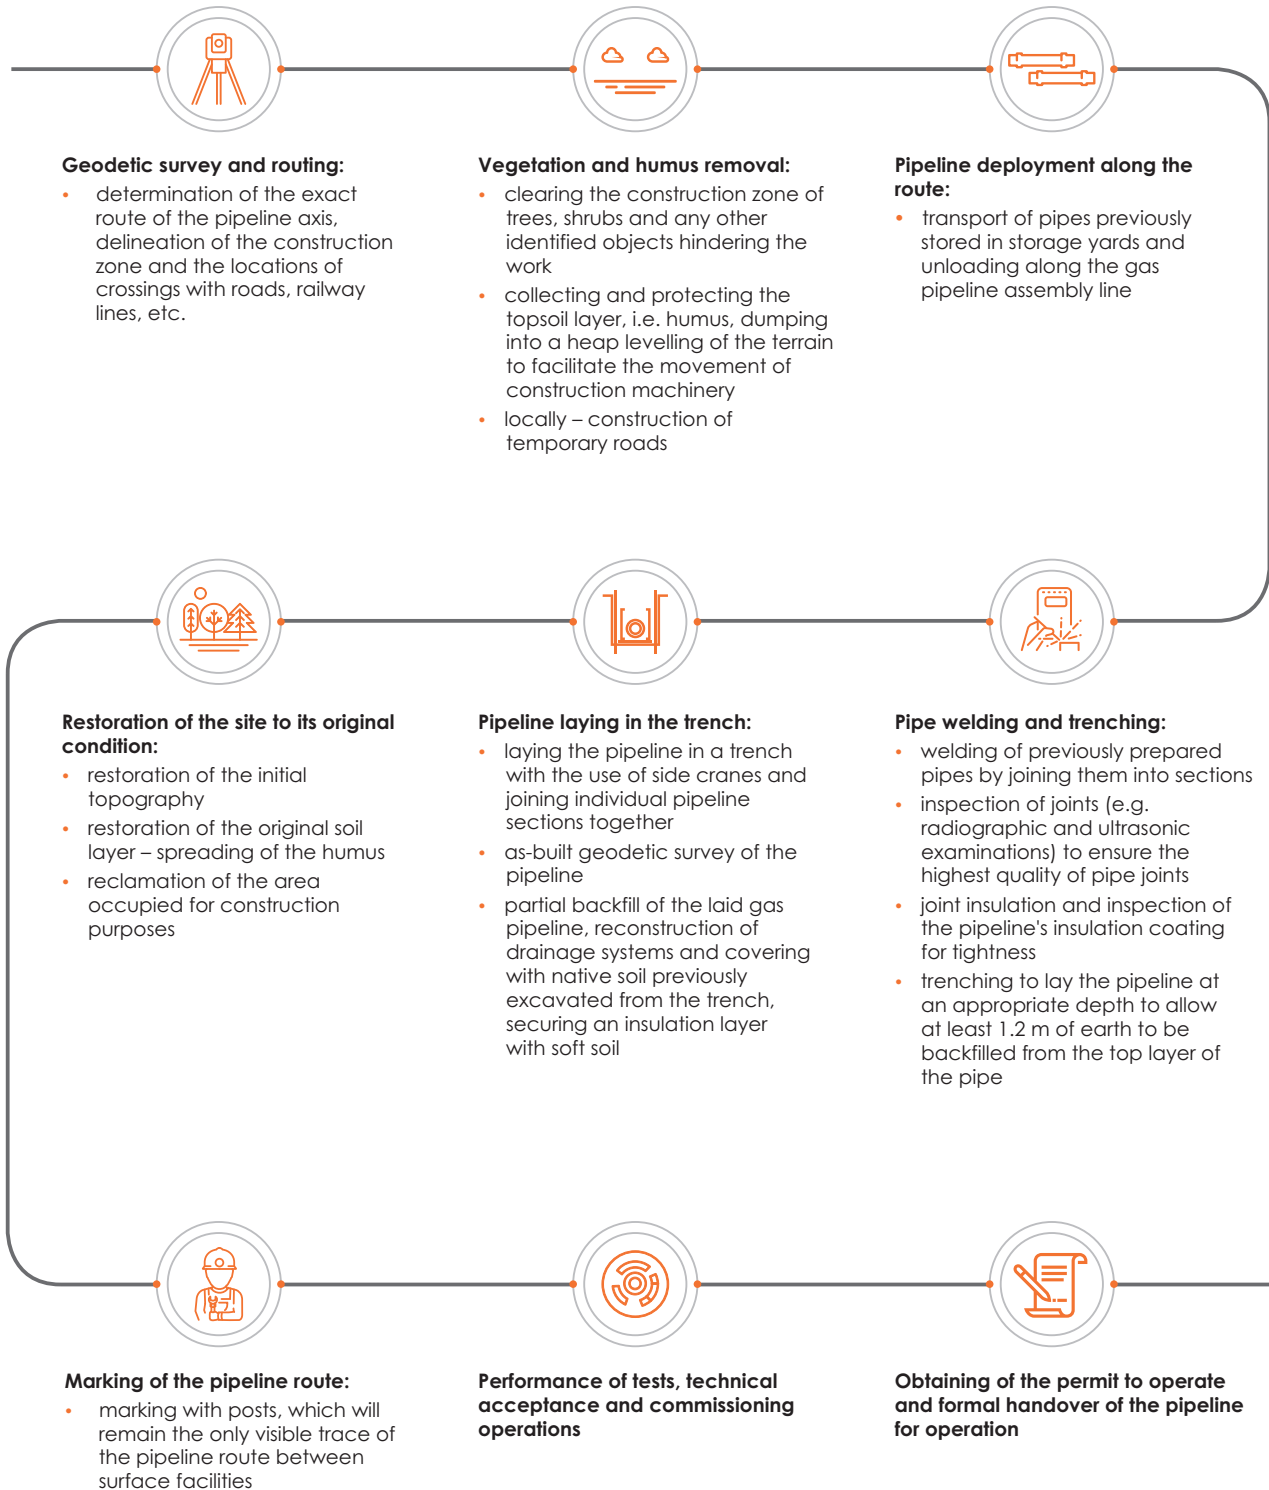 Geodetic survey and routing:
• determination of the exact
route of the pipeline axis,
delineation of the construction
zone and the locations of
crossings with roads, railway
lines, etc.
Vegetation and humus removal:
• clearing the construction zone of
trees, shrubs and any other
identified objects hindering the
work
• collecting and protecting the
topsoil layer, i.e. humus, dumping
into a heap levelling of the terrain
to facilitate the movement of
construction machinery
• locally – construction of
temporary roads
Pipeline deployment along the
route:
• transport of pipes previously
stored in storage yards and
unloading along the gas
pipeline assembly line
Pipe welding and trenching:
• welding of previously prepared
pipes by joining them into sections
• inspection of joints (e.g.
radiographic and ultrasonic
examinations) to ensure the
highest quality of pipe joints
• joint insulation and inspection of
the pipeline's insulation coating
for tightness
• trenching to lay the pipeline at
an appropriate depth to allow
at least 1.2 m of earth to be
backfilled from the top layer of
the pipe
Pipeline laying in the trench:
• laying the pipeline in a trench
with the use of side cranes and
joining individual pipeline
sections together
• as-built geodetic survey of the
pipeline
• partial backfill of the laid gas
pipeline, reconstruction of
drainage systems and covering
with native soil previously
excavated from the trench,
securing an insulation layer
with soft soil
Restoration of the site to its original
condition:
• restoration of the initial
topography
• restoration of the original soil
layer – spreading of the humus
• reclamation of the area
occupied for construction
purposes
Marking of the pipeline route:
• marking with posts, which will
remain the only visible trace of
the pipeline route between
surface facilities
Performance of tests, technical
acceptance and commissioning
operations
Obtaining of the permit to operate
and formal handover of the pipeline
for operation